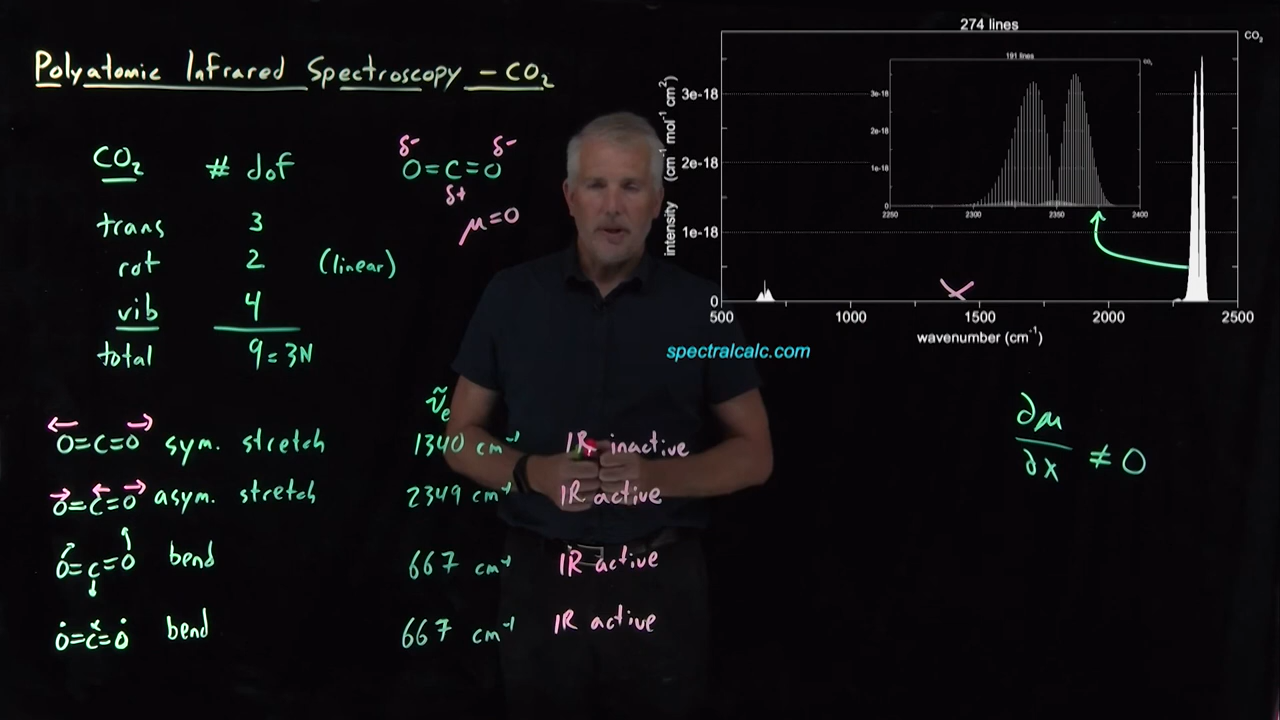 Polyatomic Infrared Spectroscopy - CO₂
CO₂ # dof
trans 3
rot 2 (linear)
vib 4
total 9 = 3N
δ- δ-
O=C=O
δ+
μ=0
ν̃e
O=C=O sym. stretch 1340 cm⁻¹ IR inactive
O=C=O asym. stretch 2349 cm⁻¹ IR active
O=C=O bend 667 cm⁻¹ IR active
O=C=O bend 667 cm⁻¹ IR active
274 lines
CO₂
intensity (cm⁻¹ mol⁻¹ cm²)
3e-18
2e-18
1e-18
0
500 1000 1500 2000 2500
wavenumber (cm⁻¹)
191 lines
CO₂
3e-18
2e-18
1e-18
0
2250 2300 2350 2400
spectralcalc.com
∂μ
∂x ≠ 0